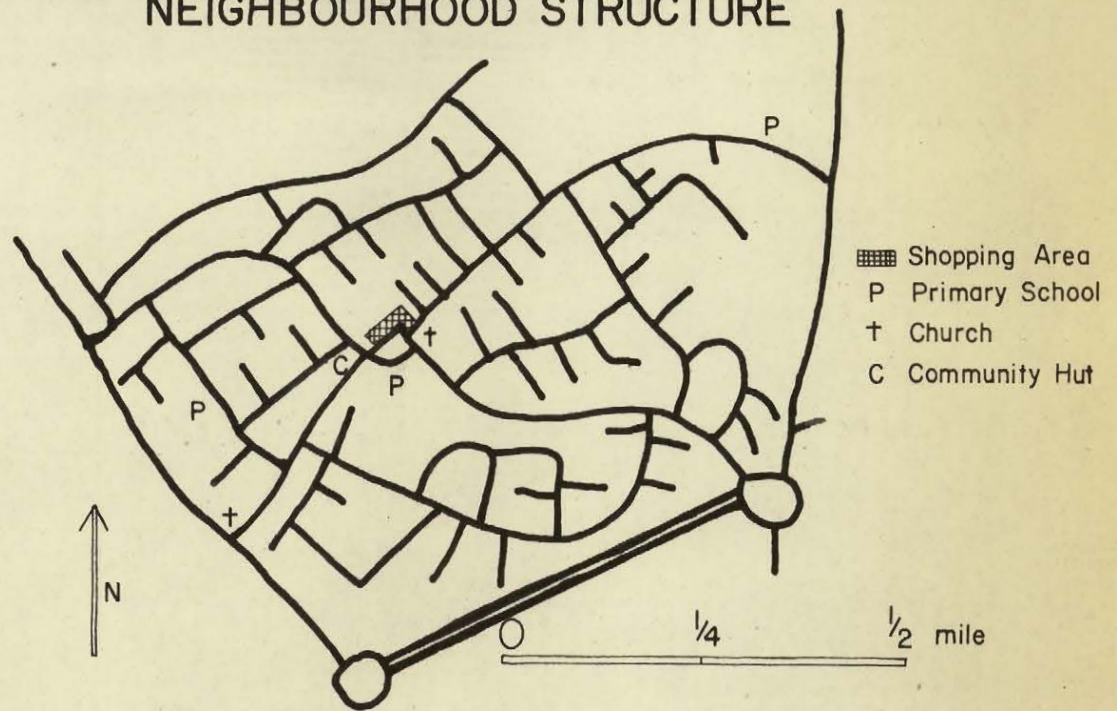 NEIGHBOURHOOD STRUCTURE
P
Shopping Area
P Primary School
† Church
C Community Hut
†
C
P
P
†
N
0 1/4 1/2 mile